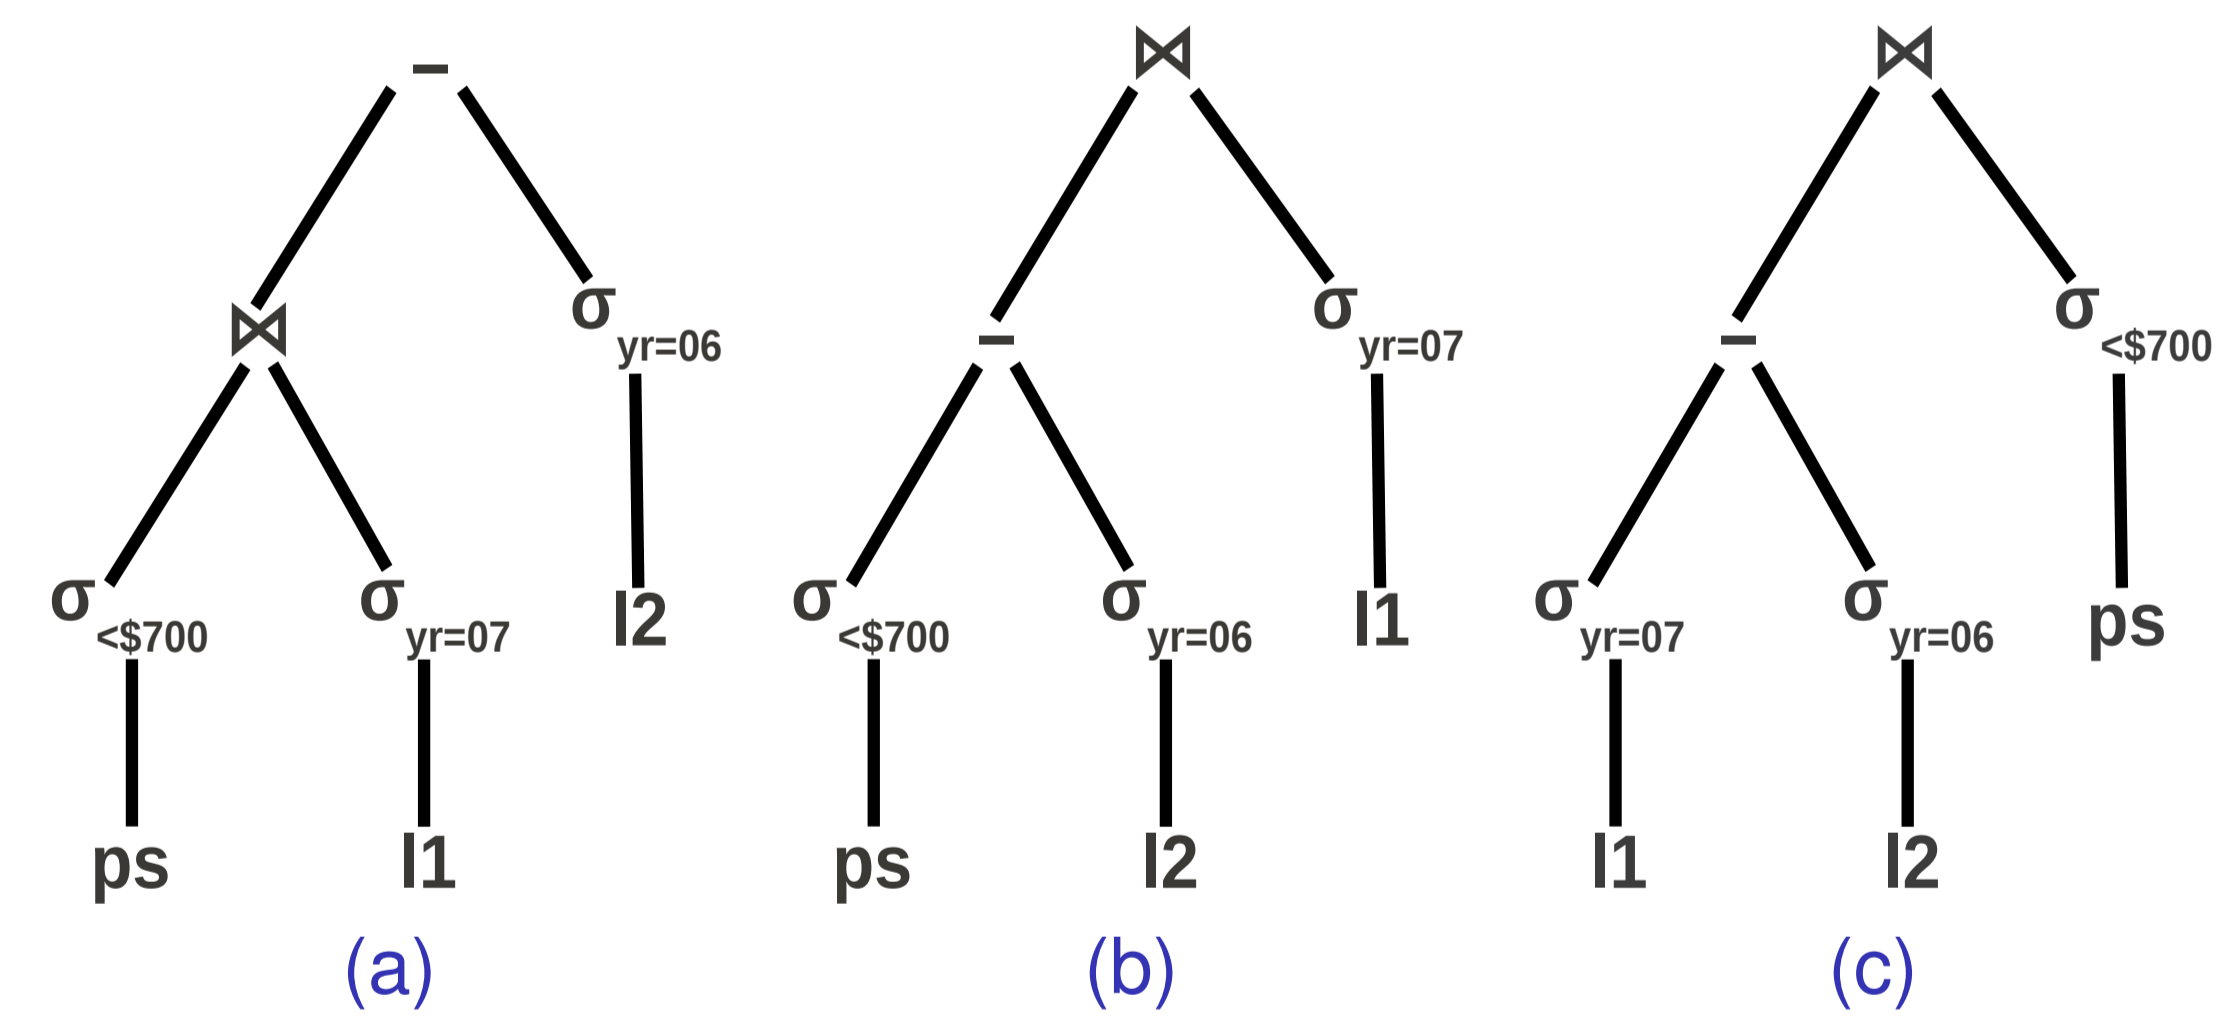 ⋈ ⋈
−
σ yr=06 σ yr=07 σ <$700
⋈ − −
σ <$700 σ yr=07 l2 σ <$700 σ yr=06 l1 σ yr=07 σ yr=06 ps
ps l1 ps l2 l1 l2
(a) (b) (c)